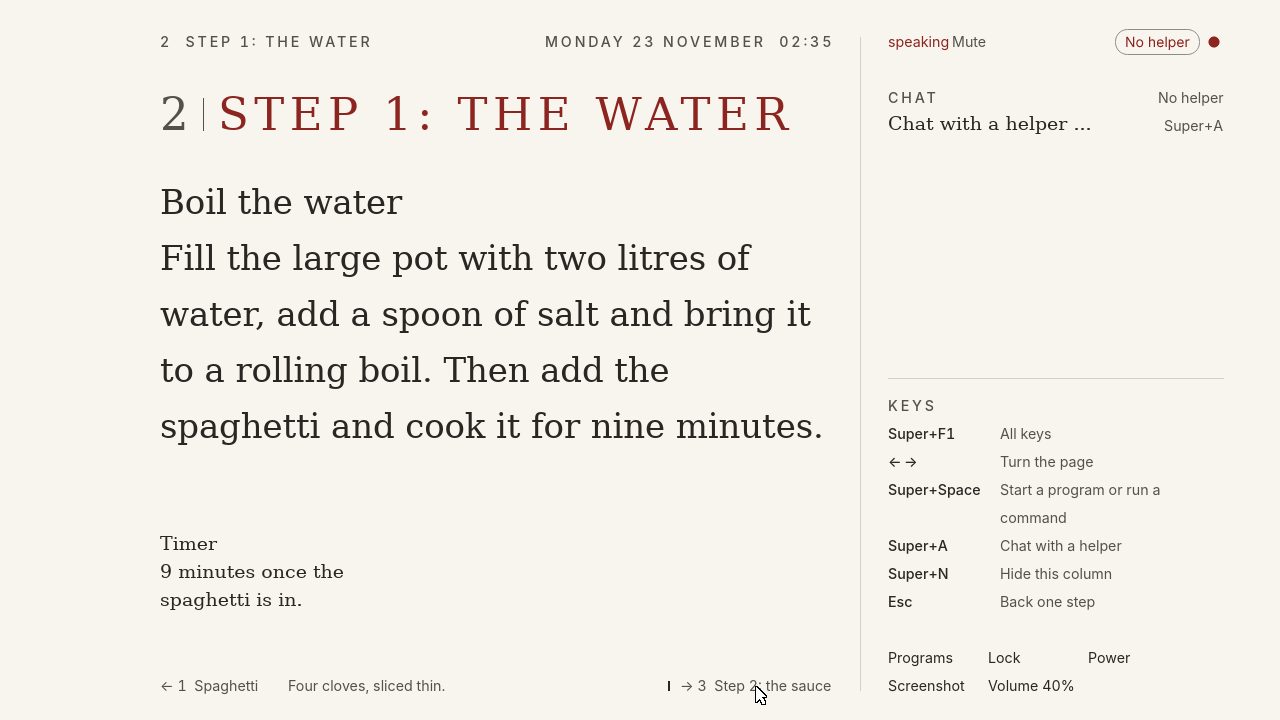 2 STEP 1: THE WATER
MONDAY 23 NOVEMBER 02:35
2 STEP 1: THE WATER
Boil the water
Fill the large pot with two litres of
water, add a spoon of salt and bring it
to a rolling boil. Then add the
spaghetti and cook it for nine minutes.
Timer
9 minutes once the
spaghetti is in.
← 1 Spaghetti
Four cloves, sliced thin.
→ 3 Step 2: the sauce
speaking Mute
No helper
CHAT
No helper
Chat with a helper ...
Super+A
KEYS
Super+F1 All keys
← → Turn the page
Super+Space Start a program or run a
command
Super+A Chat with a helper
Super+N Hide this column
Esc Back one step
Programs Lock Power
Screenshot Volume 40%